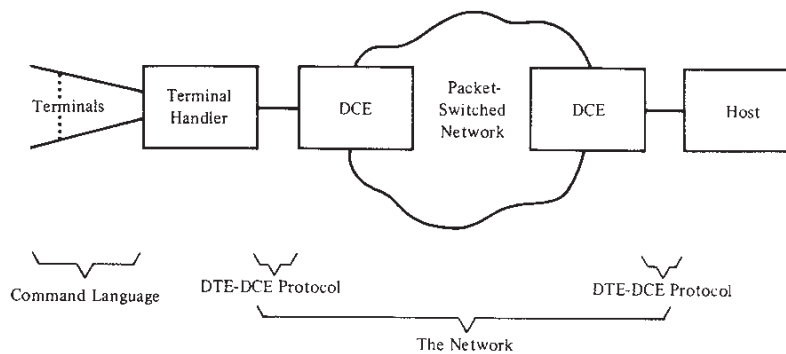 Terminals
Terminal
Handler
DCE
Packet-
Switched
Network
DCE
Host
Command Language
DTE-DCE Protocol
DTE-DCE Protocol
The Network